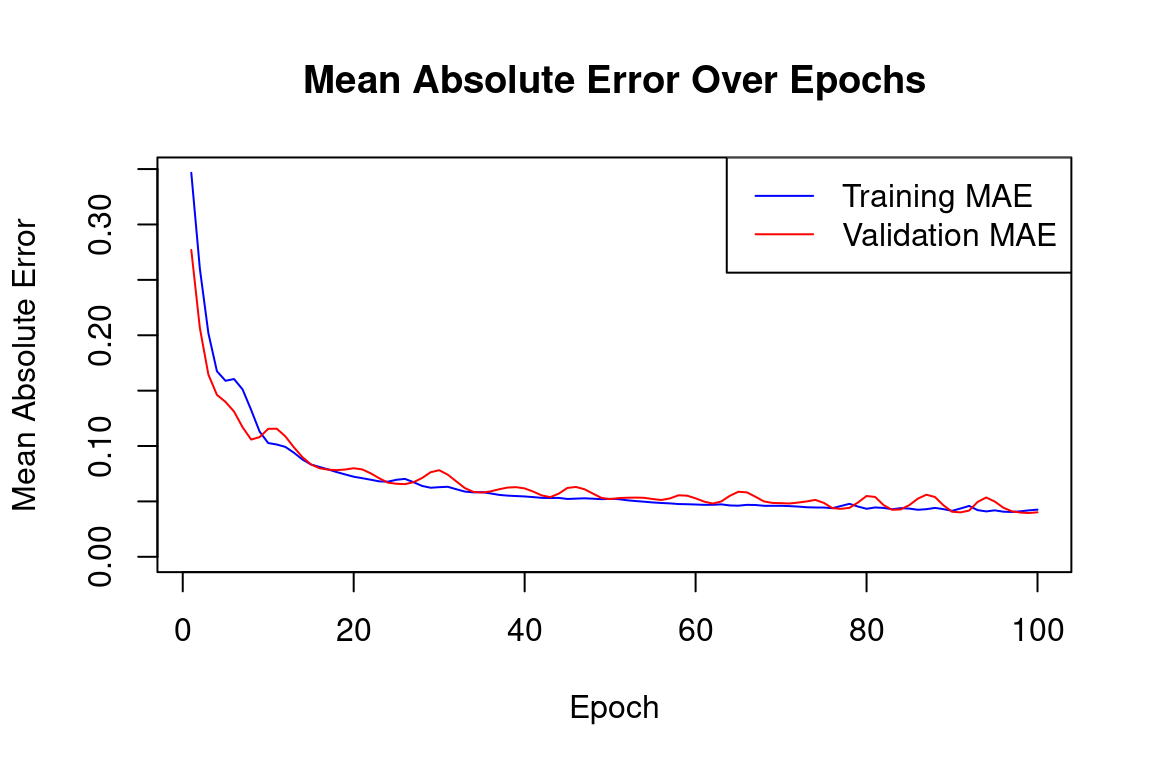 Mean Absolute Error Over Epochs
Training MAE
Validation MAE
Mean Absolute Error
0.30
0.20
0.10
0.00
0 20 40 60 80 100
Epoch